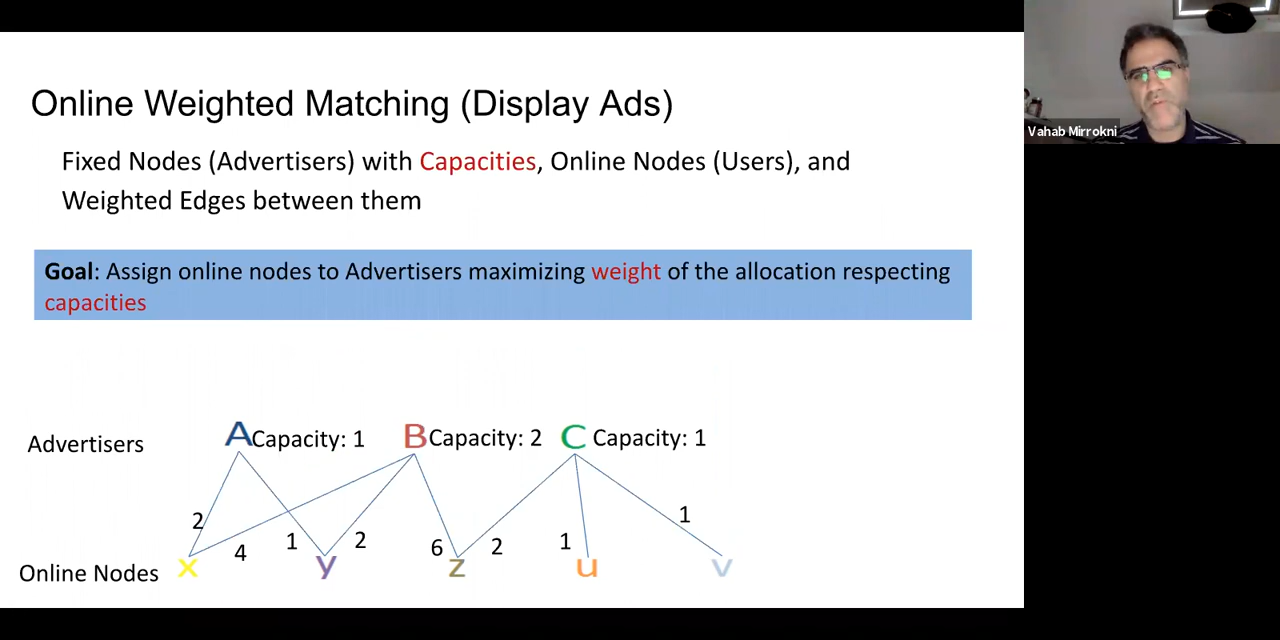 Online Weighted Matching (Display Ads)
Fixed Nodes (Advertisers) with Capacities, Online Nodes (Users), and
Weighted Edges between them
Goal: Assign online nodes to Advertisers maximizing weight of the allocation respecting
capacities
Vahab Mirrokni
Advertisers A Capacity: 1 B Capacity: 2 C Capacity: 1
2 4 1 2 6 2 1 1
Online Nodes x y z u v